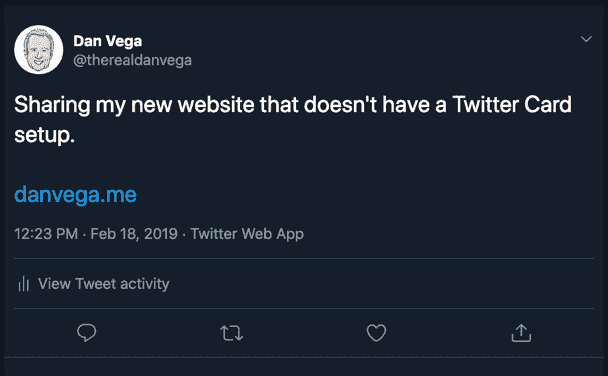 Dan Vega
@therealdanvega
Sharing my new website that doesn't have a Twitter Card
setup.
danvega.me
12:23 PM · Feb 18, 2019 · Twitter Web App
View Tweet activity